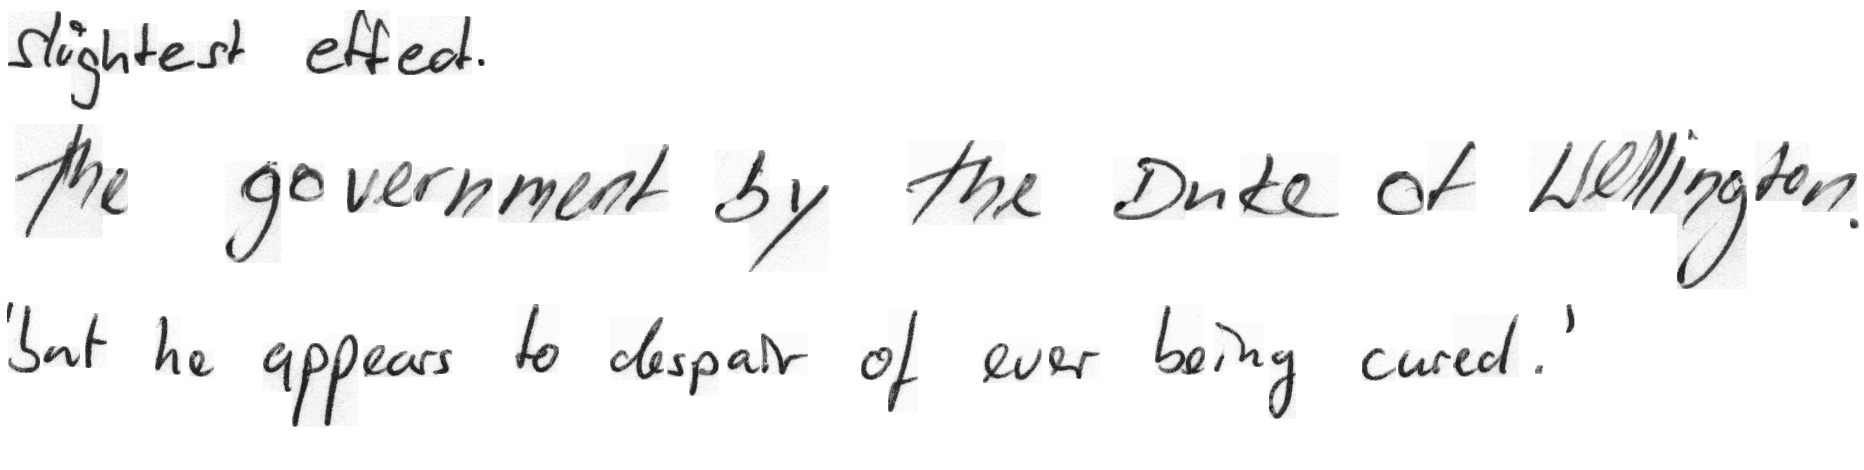 slightest effect.
the government by the Duke of Wellington.
'but he appears to despair of ever being cured.'